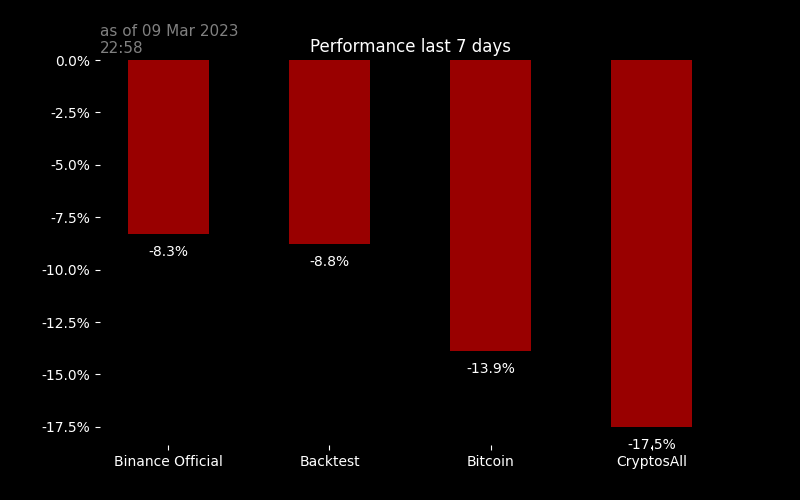 as of 09 Mar 2023
22:58
Performance last 7 days
0.0%
-2.5%
-5.0%
-7.5%
-10.0%
-12.5%
-15.0%
-17.5%
-8.3%
-8.8%
-13.9%
-17.5%
Binance Official
Backtest
Bitcoin
CryptosAll